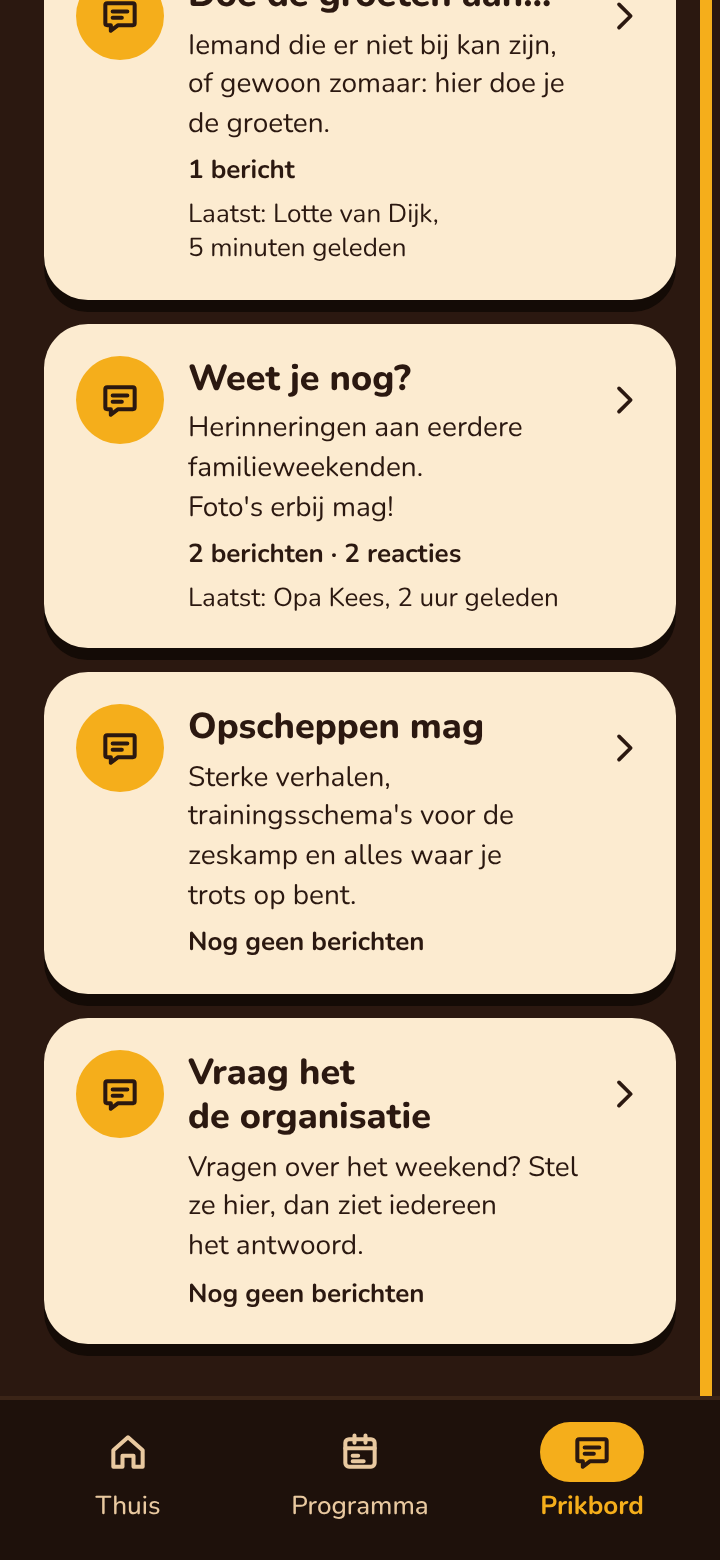 Doe de groeten aan...
Iemand die er niet bij kan zijn,
of gewoon zomaar: hier doe je
de groeten.
1 bericht
Laatst: Lotte van Dijk,
5 minuten geleden
Weet je nog?
Herinneringen aan eerdere
familieweekenden.
Foto's erbij mag!
2 berichten · 2 reacties
Laatst: Opa Kees, 2 uur geleden
Opscheppen mag
Sterke verhalen,
trainingsschema's voor de
zeskamp en alles waar je
trots op bent.
Nog geen berichten
Vraag het
de organisatie
Vragen over het weekend? Stel
ze hier, dan ziet iedereen
het antwoord.
Nog geen berichten
Thuis
Programma
Prikbord